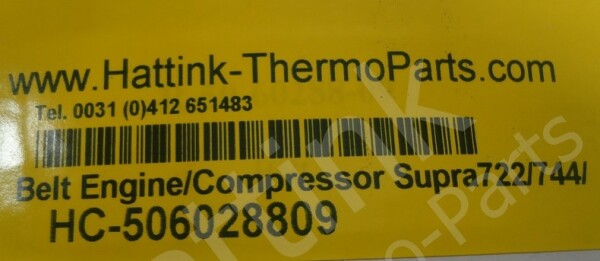 www.Hattink-ThermoParts.com
Tel. 0031 (0)412 651483
Belt Engine/Compressor Supra722/744/
HC-506028809